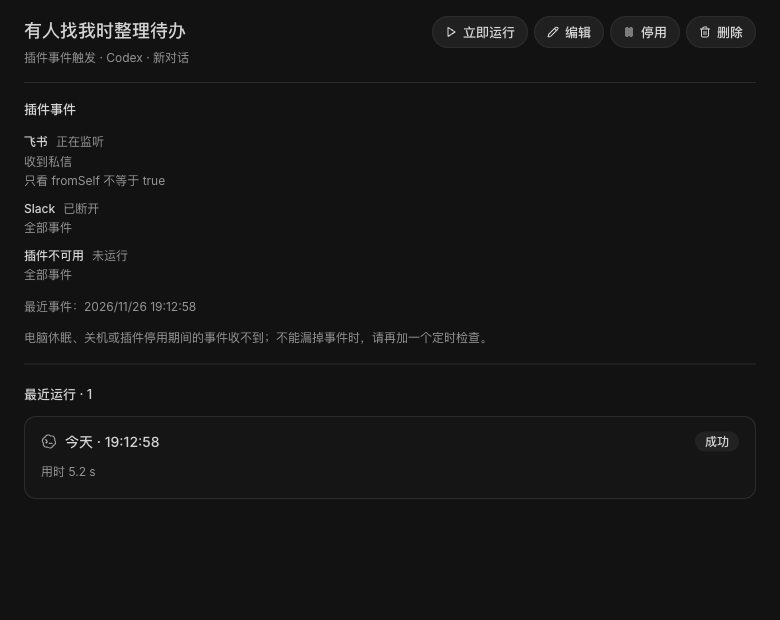 有人找我时整理待办
立即运行
编辑
停用
删除
插件事件触发 · Codex · 新对话
插件事件
飞书 正在监听
收到私信
只看 fromSelf 不等于 true
Slack 已断开
全部事件
插件不可用 未运行
全部事件
最近事件：2026/11/26 19:12:58
电脑休眠、关机或插件停用期间的事件收不到；不能漏掉事件时，请再加一个定时检查。
最近运行 · 1
今天 · 19:12:58
成功
用时 5.2 s